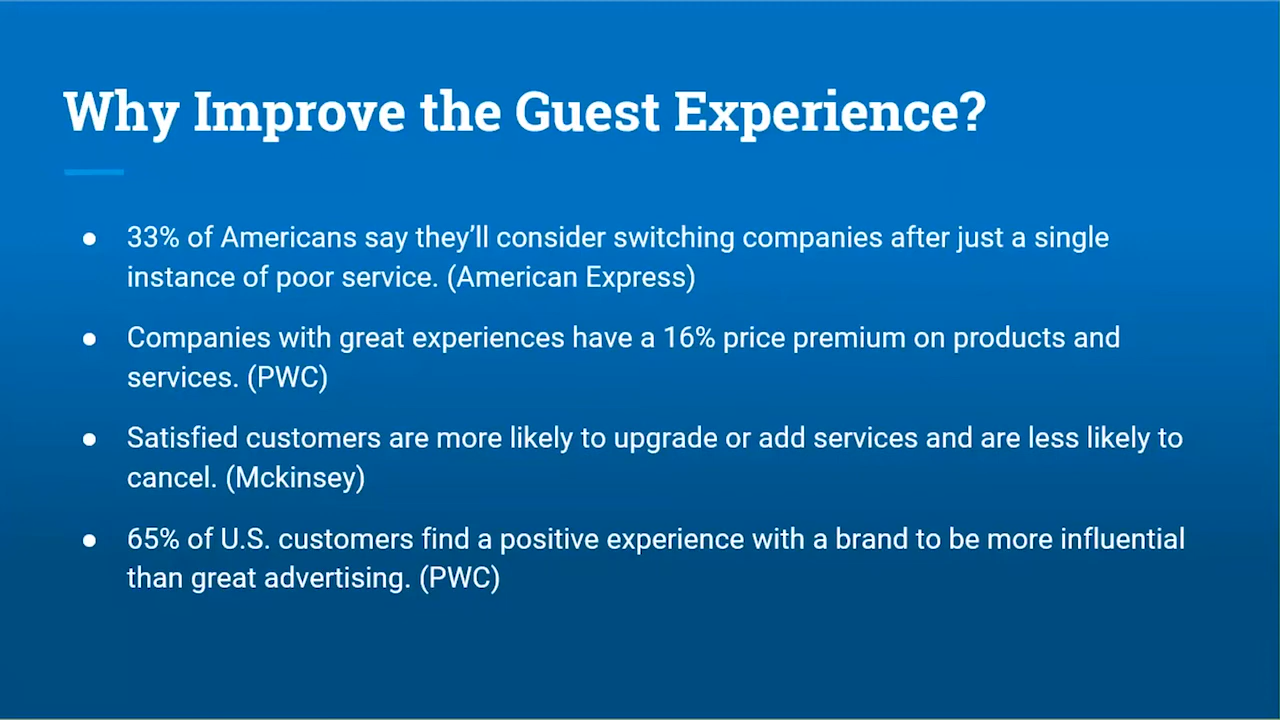 Why Improve the Guest Experience?
● 33% of Americans say they’ll consider switching companies after just a single
instance of poor service. (American Express)
● Companies with great experiences have a 16% price premium on products and
services. (PWC)
● Satisfied customers are more likely to upgrade or add services and are less likely to
cancel. (Mckinsey)
● 65% of U.S. customers find a positive experience with a brand to be more influential
than great advertising. (PWC)